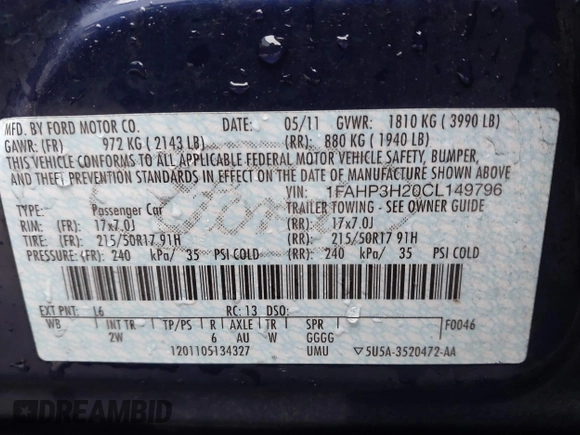 MFD. BY FORD MOTOR CO. DATE: 05/11 GVWR: 1810 KG ( 3990 LB)
GAWR: (FR) 972 KG ( 2143 LB) (RR): 880 KG ( 1940 LB)
THIS VEHICLE CONFORMS TO ALL APPLICABLE FEDERAL MOTOR VEHICLE SAFETY, BUMPER,
AND THEFT PREVENTION STANDARDS IN EFFECT ON THE DATE OF MANUFACTURE SHOWN ABOVE
VIN: 1FAHP3H20CL149796
TYPE: Passenger Car TRAILER TOWING - SEE OWNER GUIDE
RIM: (FR): 17x7.0J (RR): 17x7.0J
TIRE: (FR): 215/50R17 91H (RR): 215/50R17 91H
PRESSURE: (FR): 240 kPa/ 35 PSI COLD (RR): 240 kPa/ 35 PSI COLD
EXT PNT: L6 RC: 13 DSO: F0046
WB INT TR TP/PS R AXLE TR SPR
2W 6 AU W GGGG
1201105134327 UMU ▽5U5A-3520472-AA
DREAMBID